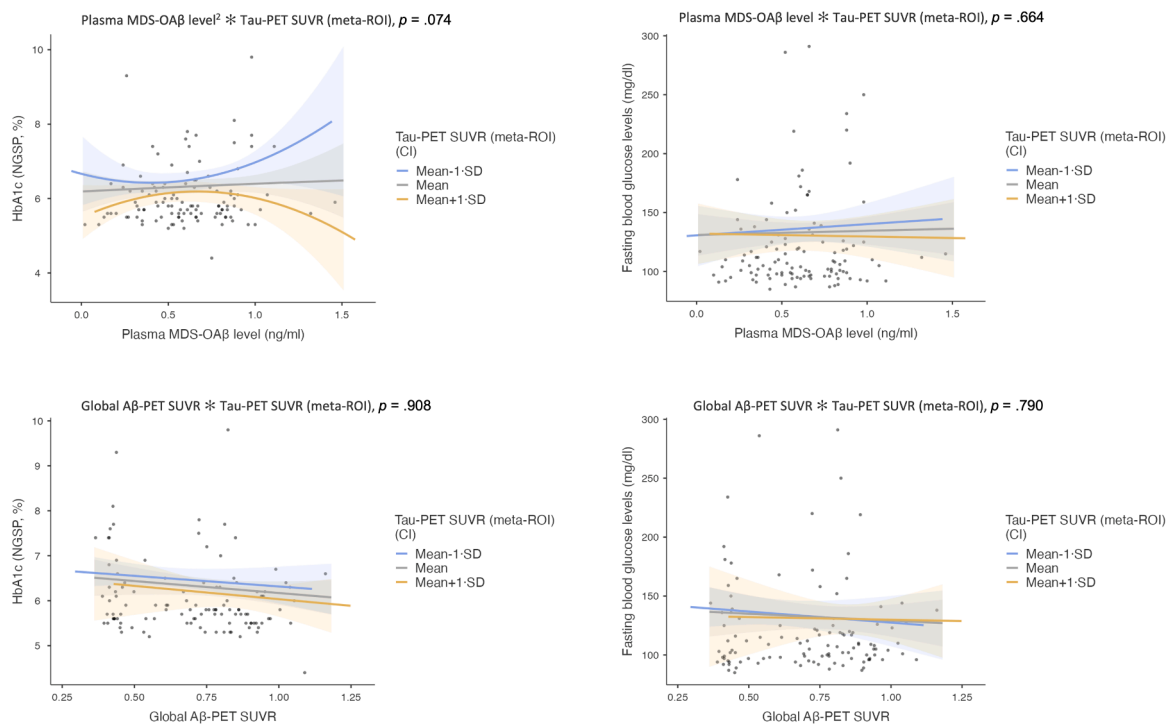 Plasma MDS-OAβ level² ✻ Tau-PET SUVR (meta-ROI), p = .074
HbA1c (NGSP, %)
10
8
6
4
0.0
0.5
1.0
1.5
Plasma MDS-OAβ level (ng/ml)
Tau-PET SUVR (meta-ROI)
(CI)
Mean-1·SD
Mean
Mean+1·SD
Plasma MDS-OAβ level ✻ Tau-PET SUVR (meta-ROI), p = .664
Fasting blood glucose levels (mg/dl)
300
250
200
150
100
0.0
0.5
1.0
1.5
Plasma MDS-OAβ level (ng/ml)
Tau-PET SUVR (meta-ROI)
(CI)
Mean-1·SD
Mean
Mean+1·SD
Global Aβ-PET SUVR ✻ Tau-PET SUVR (meta-ROI), p = .908
HbA1c (NGSP, %)
10
9
8
7
6
5
0.25
0.50
0.75
1.00
1.25
Global Aβ-PET SUVR
Tau-PET SUVR (meta-ROI)
(CI)
Mean-1·SD
Mean
Mean+1·SD
Global Aβ-PET SUVR ✻ Tau-PET SUVR (meta-ROI), p = .790
Fasting blood glucose levels (mg/dl)
300
250
200
150
100
0.25
0.50
0.75
1.00
1.25
Global Aβ-PET SUVR
Tau-PET SUVR (meta-ROI)
(CI)
Mean-1·SD
Mean
Mean+1·SD